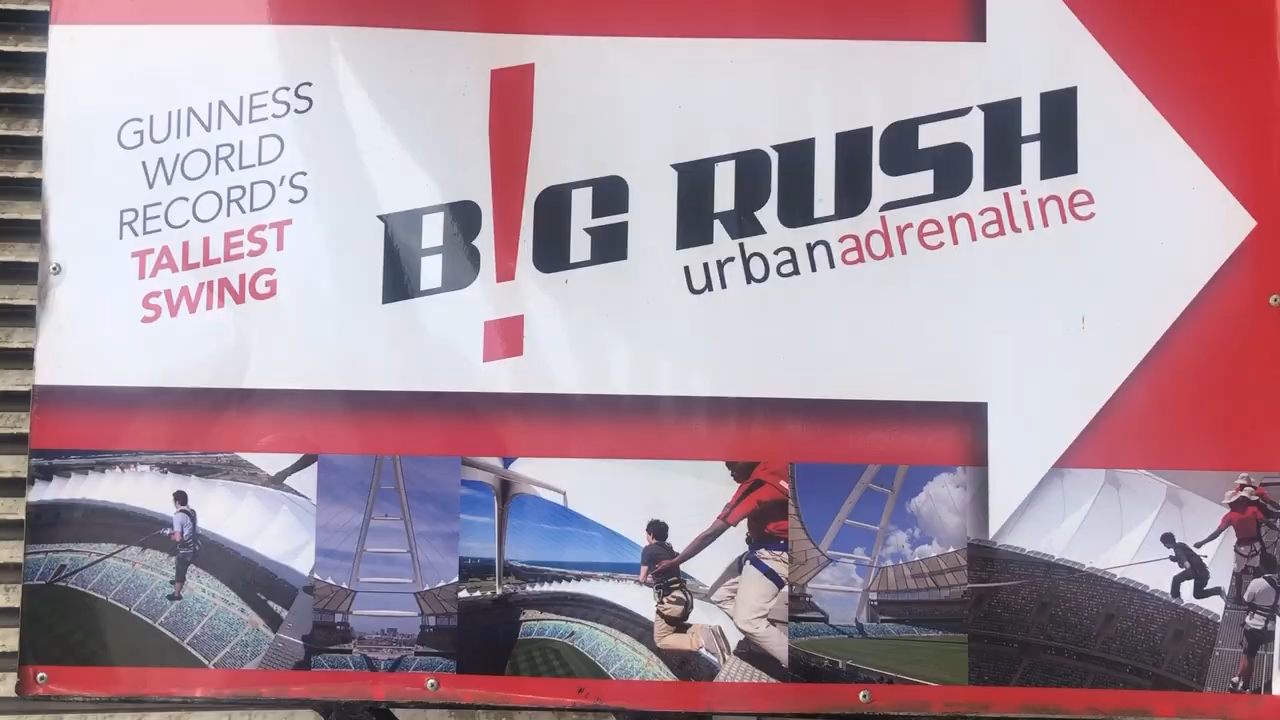 GUINNESS
WORLD
RECORD'S
TALLEST
SWING
B!G RUSH
urbanadrenaline